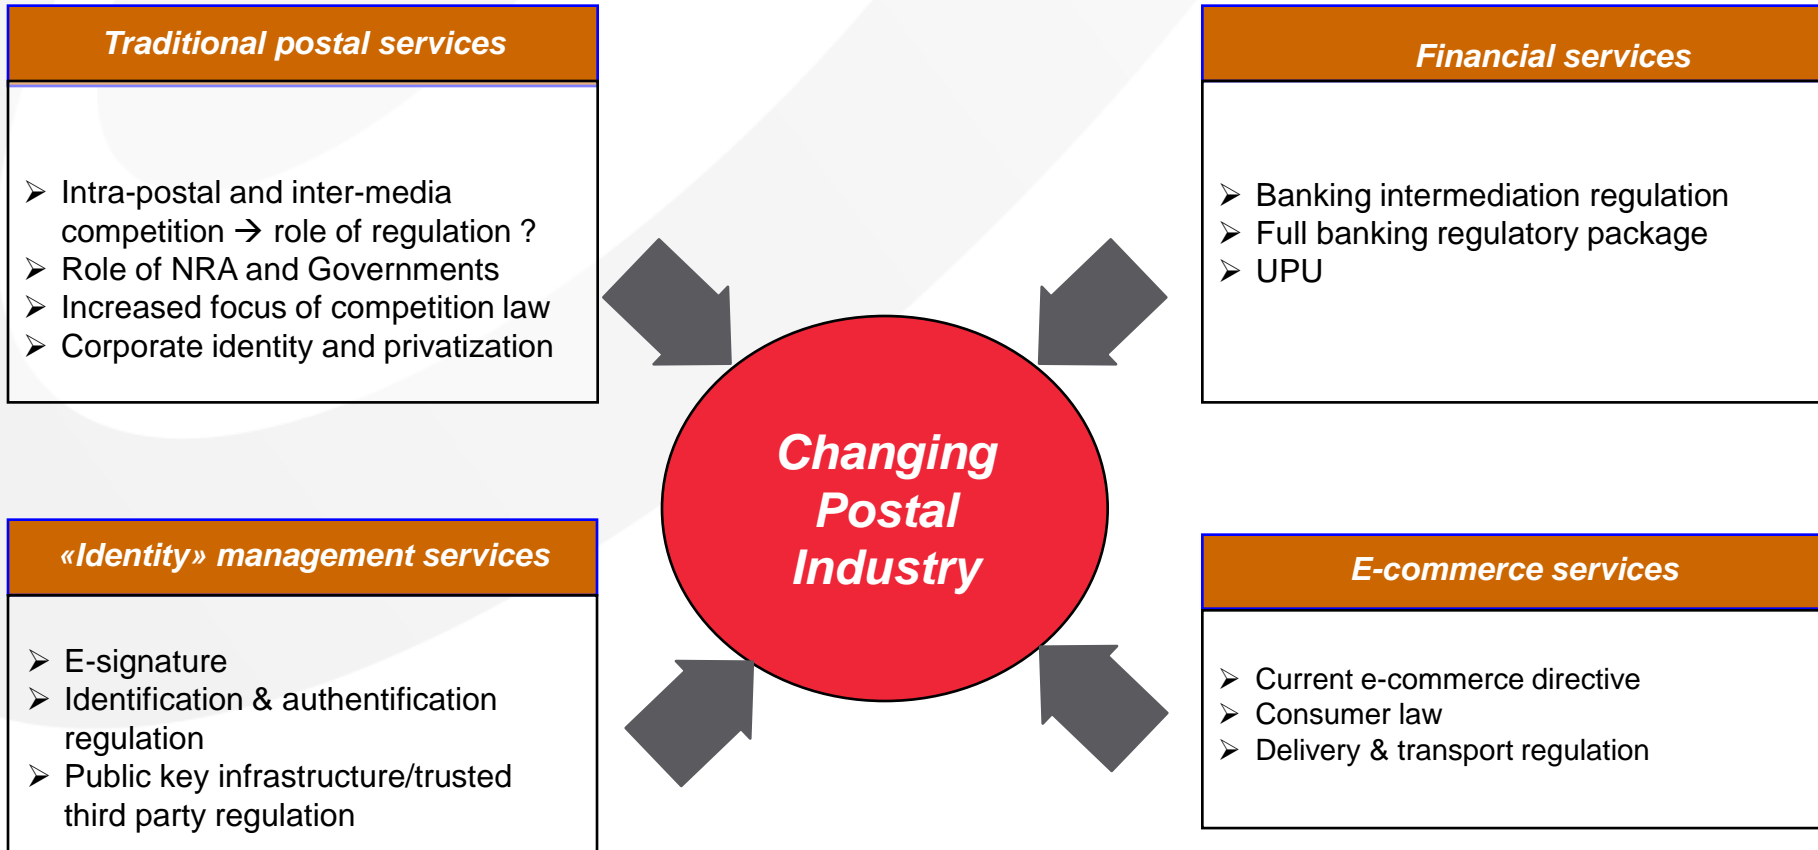 Traditional postal services
➢ Intra-postal and inter-media
competition → role of regulation ?
➢ Role of NRA and Governments
➢ Increased focus of competition law
➢ Corporate identity and privatization
Financial services
➢ Banking intermediation regulation
➢ Full banking regulatory package
➢ UPU
Changing
Postal
Industry
«Identity» management services
➢ E-signature
➢ Identification & authentification
regulation
➢ Public key infrastructure/trusted
third party regulation
E-commerce services
➢ Current e-commerce directive
➢ Consumer law
➢ Delivery & transport regulation